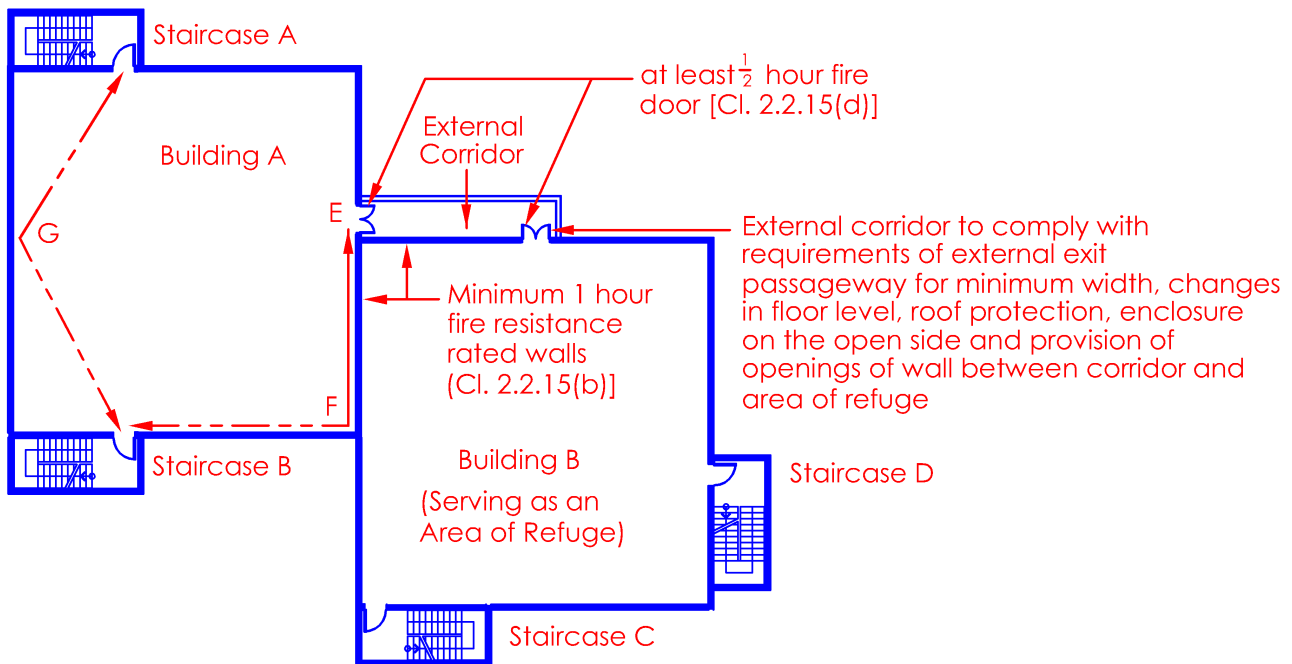 Staircase A
at least 1/2 hour fire
door [Cl. 2.2.15(d)]
External
Corridor
Building A
E
G
External corridor to comply with
requirements of external exit
passageway for minimum width, changes
in floor level, roof protection, enclosure
on the open side and provision of
openings of wall between corridor and
area of refuge
Minimum 1 hour
fire resistance
rated walls
(Cl. 2.2.15(b)]
F
Staircase B
Building B
(Serving as an
Area of Refuge)
Staircase D
Staircase C